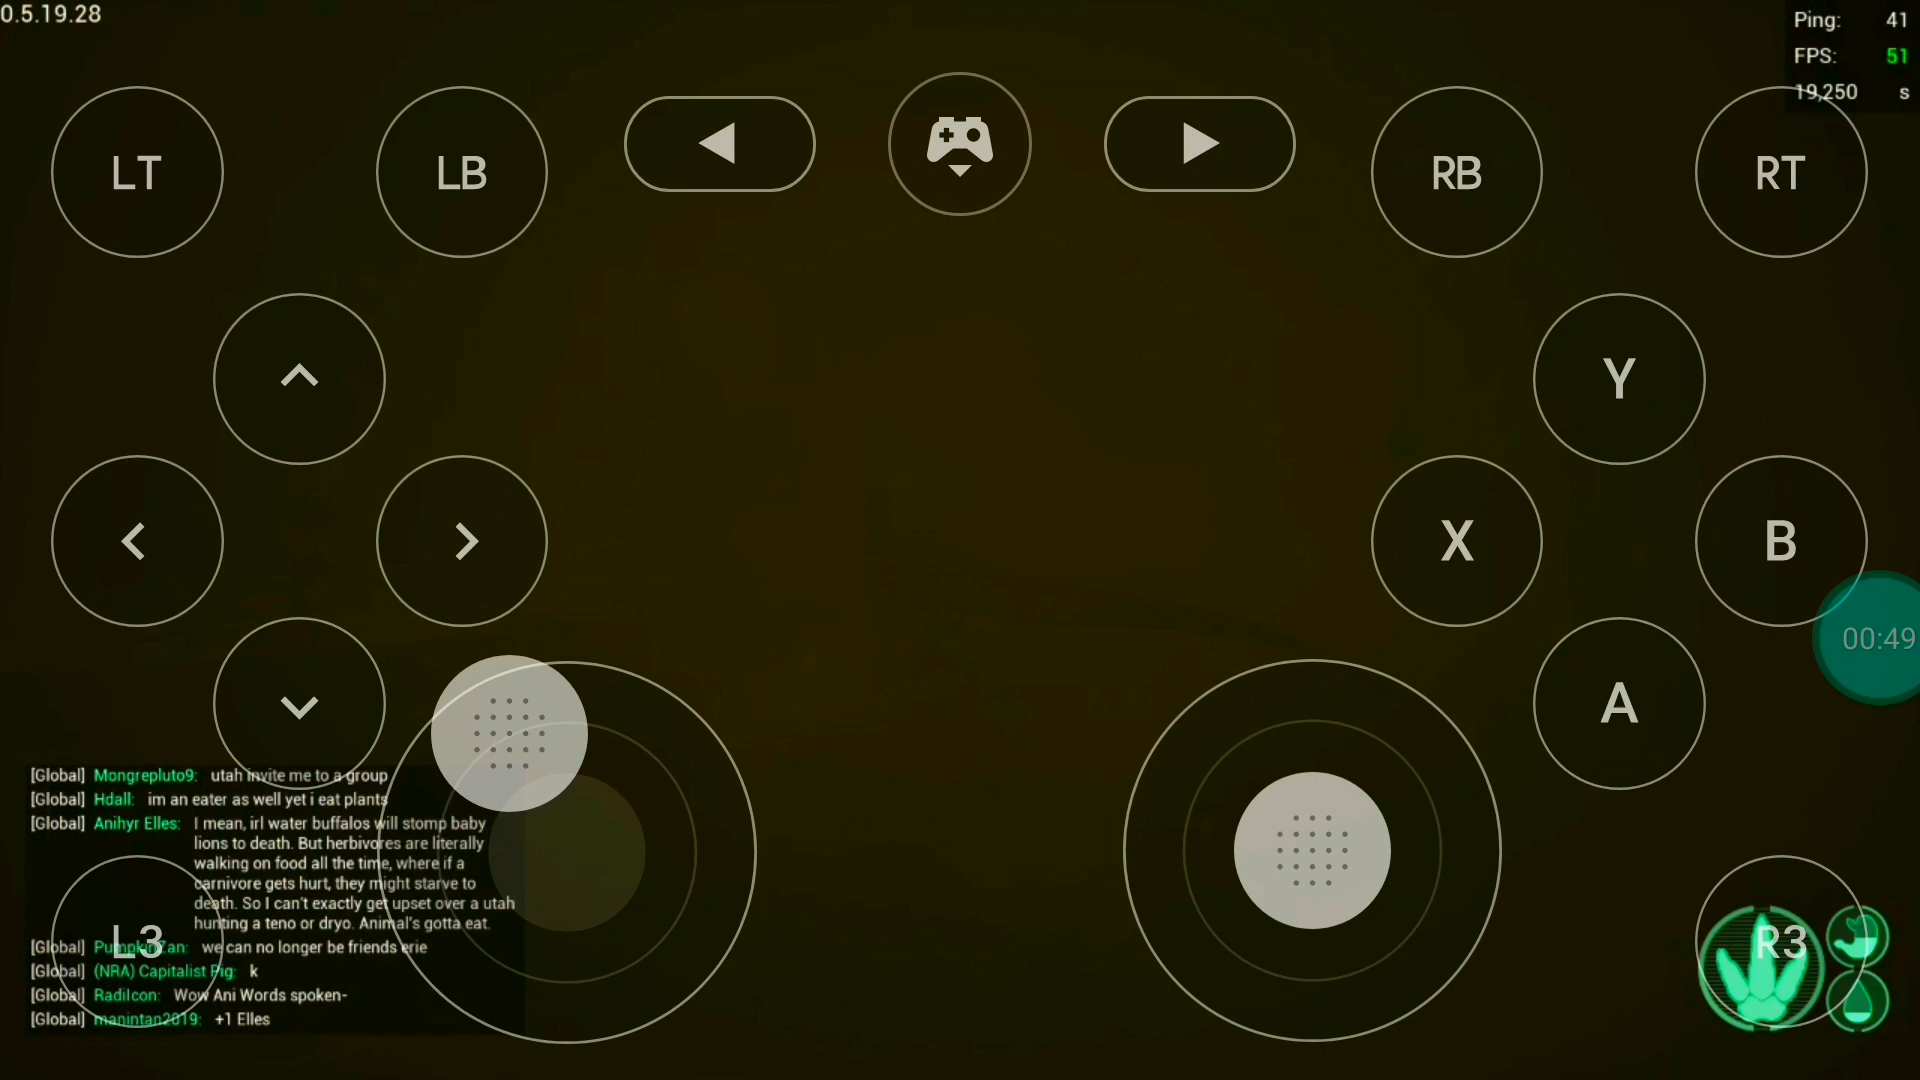 0.5.19.28
Ping: 41
FPS: 51
19,250 s
LT
LB
RB
RT
Y
X
B
00:49
A
[Global] Mongrepluto9: utah invite me to a group
[Global] Hdall: im an eater as well yet i eat plants
[Global] Anihyr Elles: I mean, irl water buffalos will stomp baby
lions to death. But herbivores are literally
walking on food all the time, where if a
carnivore gets hurt, they might starve to
death. So I can't exactly get upset over a utah
hunting a teno or dryo. Animal's gotta eat.
L3
R3
[Global] PumpkinZan: we can no longer be friends erie
[Global] (NRA) Capitalist Pig: k
[Global] Radilcon: Wow Ani Words spoken-
[Global] manintan2019: +1 Elles